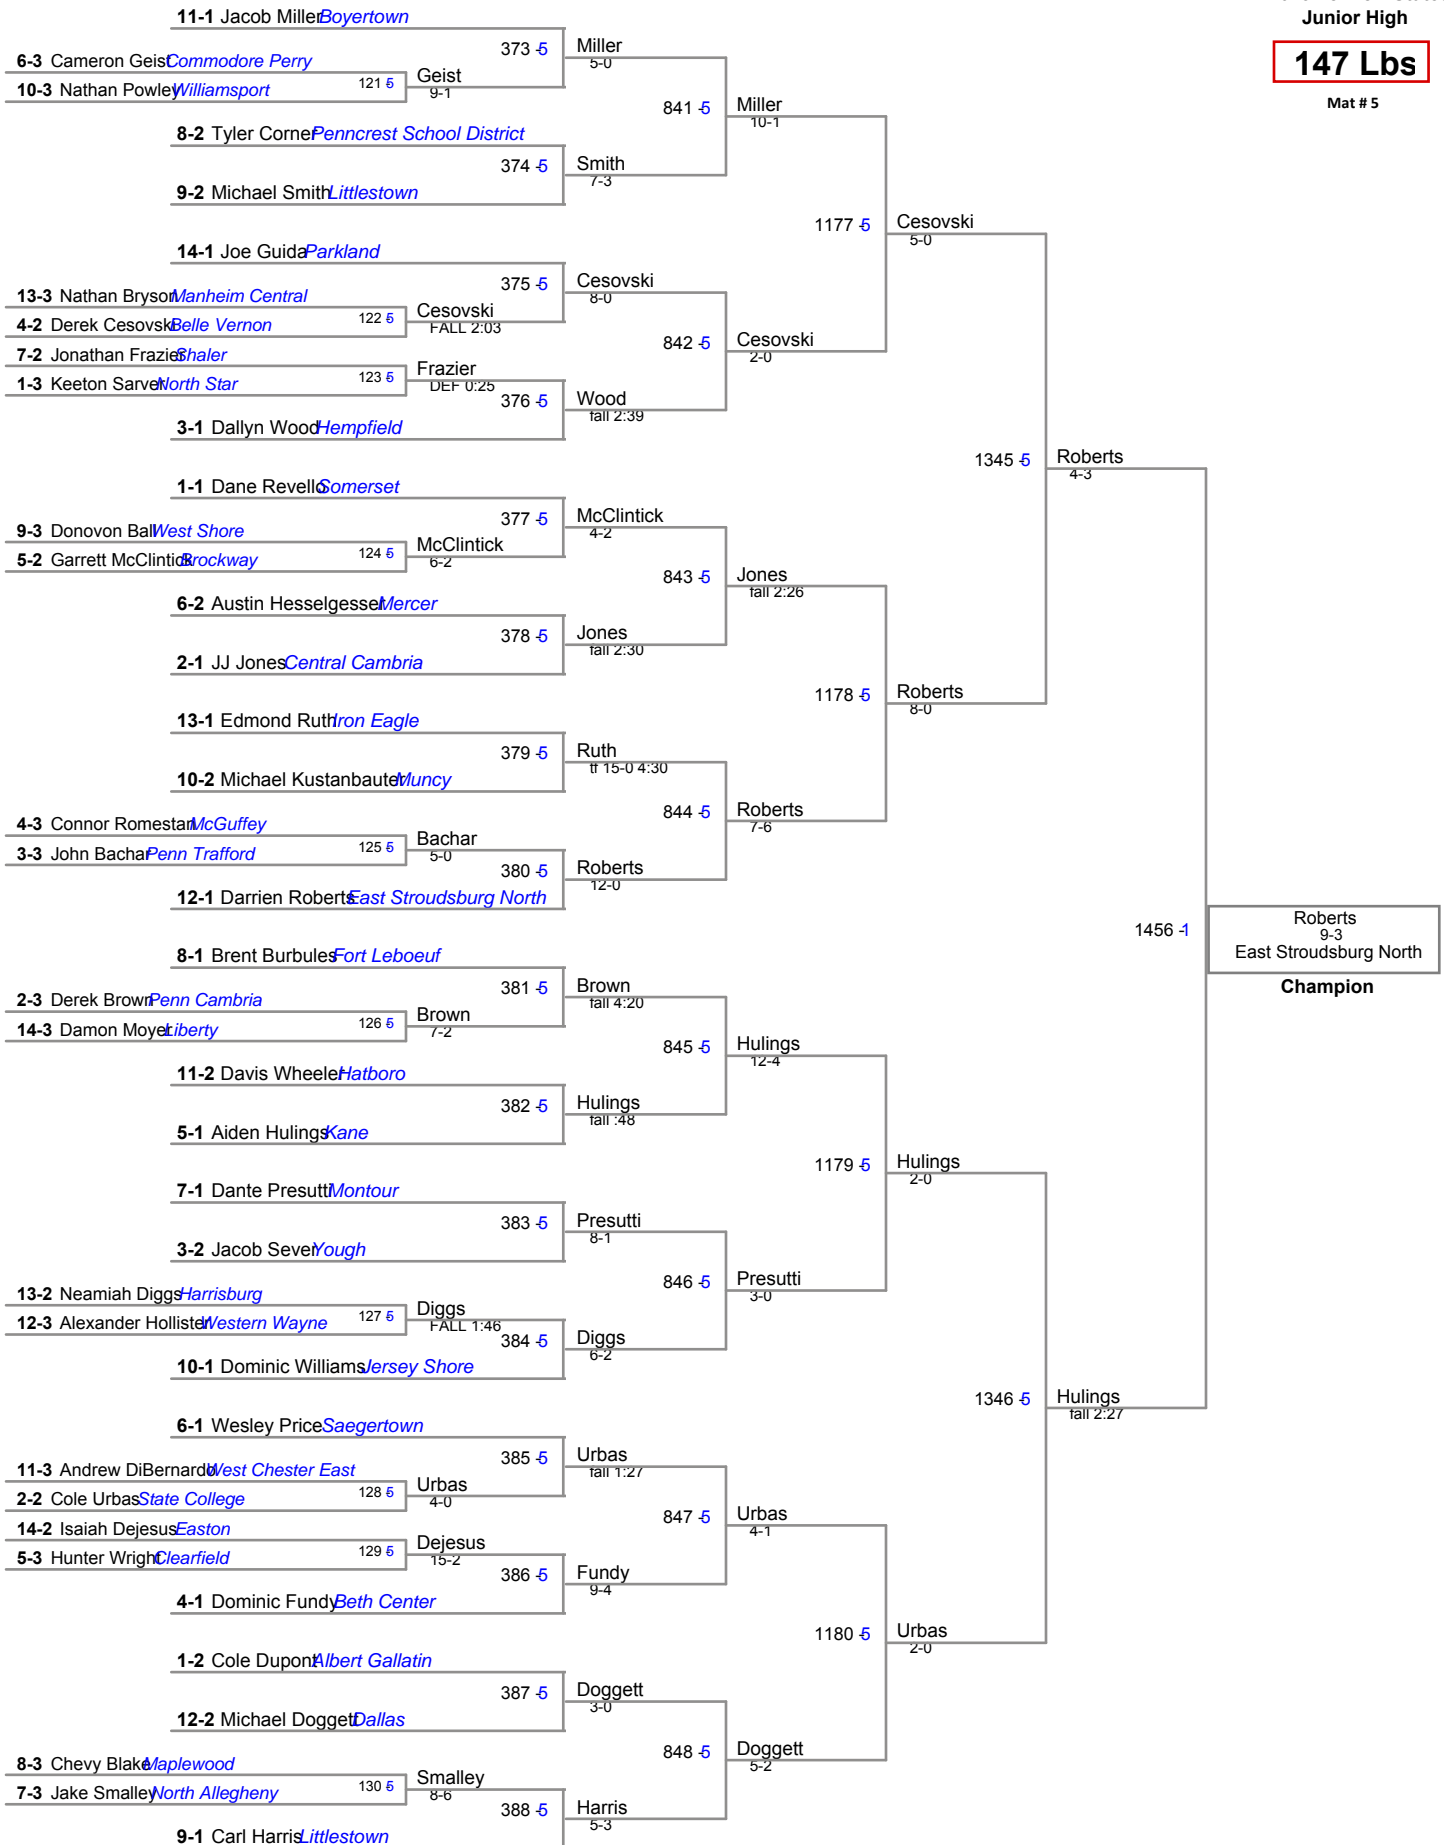 Junior High
147 Lbs
Mat # 5
11-1 Jacob Miller Boyertown
373 -5 Miller
5-0
6-3 Cameron Geist Commodore Perry
121 5 Geist
9-1
10-3 Nathan Powley Williamsport
841 -5 Miller
10-1
8-2 Tyler Corner Penncrest School District
374 -5 Smith
7-3
9-2 Michael Smith Littlestown
1177 -5 Cesovski
5-0
14-1 Joe Guida Parkland
375 -5 Cesovski
8-0
13-3 Nathan Bryson Manheim Central
122 5 Cesovski
FALL 2:03
4-2 Derek Cesovski Belle Vernon
842 -5 Cesovski
2-0
7-2 Jonathan Frazier Shaler
123 5 Frazier
DEF 0:25
1-3 Keeton Sarver North Star
376 -5 Wood
fall 2:39
3-1 Dallyn Wood Hempfield
1345 -5 Roberts
4-3
1-1 Dane Revello Somerset
377 -5 McClintick
4-2
9-3 Donovon Ball West Shore
124 5 McClintick
6-2
5-2 Garrett McClintick Brockway
843 -5 Jones
fall 2:26
6-2 Austin Hesselgesser Mercer
378 -5 Jones
fall 2:30
2-1 JJ Jones Central Cambria
1178 -5 Roberts
8-0
13-1 Edmond Ruth Iron Eagle
379 -5 Ruth
tf 15-0 4:30
10-2 Michael Kustanbauter Muncy
844 -5 Roberts
7-6
4-3 Connor Romestan McGuffey
125 5 Bachar
5-0
3-3 John Bachar Penn Trafford
380 -5 Roberts
12-0
12-1 Darrien Roberts East Stroudsburg North
1456 -1 Roberts
9-3
East Stroudsburg North
Champion
8-1 Brent Burbules Fort Leboeuf
381 -5 Brown
fall 4:20
2-3 Derek Brown Penn Cambria
126 5 Brown
7-2
14-3 Damon Moyer Liberty
845 -5 Hulings
12-4
11-2 Davis Wheeler Hatboro
382 -5 Hulings
fall :48
5-1 Aiden Hulings Kane
1179 -5 Hulings
2-0
7-1 Dante Presutti Montour
383 -5 Presutti
8-1
3-2 Jacob Sever Yough
846 -5 Presutti
3-0
13-2 Neamiah Diggs Harrisburg
127 5 Diggs
FALL 1:46
12-3 Alexander Hollister Western Wayne
384 -5 Diggs
6-2
10-1 Dominic Williams Jersey Shore
1346 -5 Hulings
fall 2:27
6-1 Wesley Price Saegertown
385 -5 Urbas
fall 1:27
11-3 Andrew DiBernardo West Chester East
128 5 Urbas
4-0
2-2 Cole Urbas State College
847 -5 Urbas
4-1
14-2 Isaiah Dejesus Easton
129 5 Dejesus
15-2
5-3 Hunter Wright Clearfield
386 -5 Fundy
9-4
4-1 Dominic Fundy Beth Center
1180 -5 Urbas
2-0
1-2 Cole Dupont Albert Gallatin
387 -5 Doggett
3-0
12-2 Michael Doggett Dallas
848 -5 Doggett
5-2
8-3 Chevy Blake Maplewood
130 5 Smalley
8-6
7-3 Jake Smalley North Allegheny
388 -5 Harris
5-3
9-1 Carl Harris Littlestown